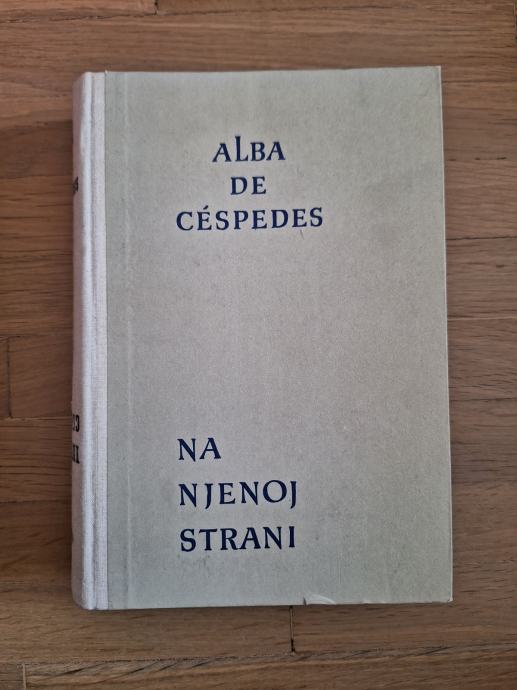 ALBA
DE
CÉSPEDES
NA
NJENOJ
STRANI